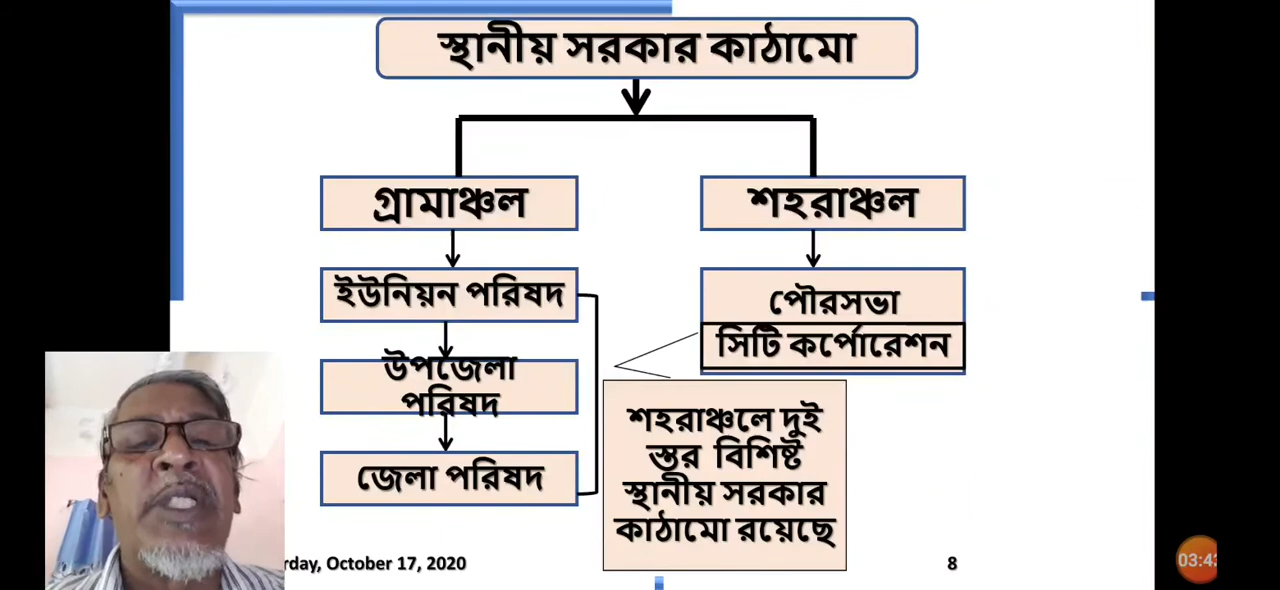 স্থানীয় সরকার কাঠামো
গ্রামাঞ্চল
শহরাঞ্চল
ইউনিয়ন পরিষদ
পৌরসভা
সিটি কর্পোরেশন
উপজেলা
পরিষদ
জেলা পরিষদ
শহরাঞ্চলে দুই
স্তর বিশিষ্ট
স্থানীয় সরকার
কাঠামো রয়েছে
October 17, 2020
8